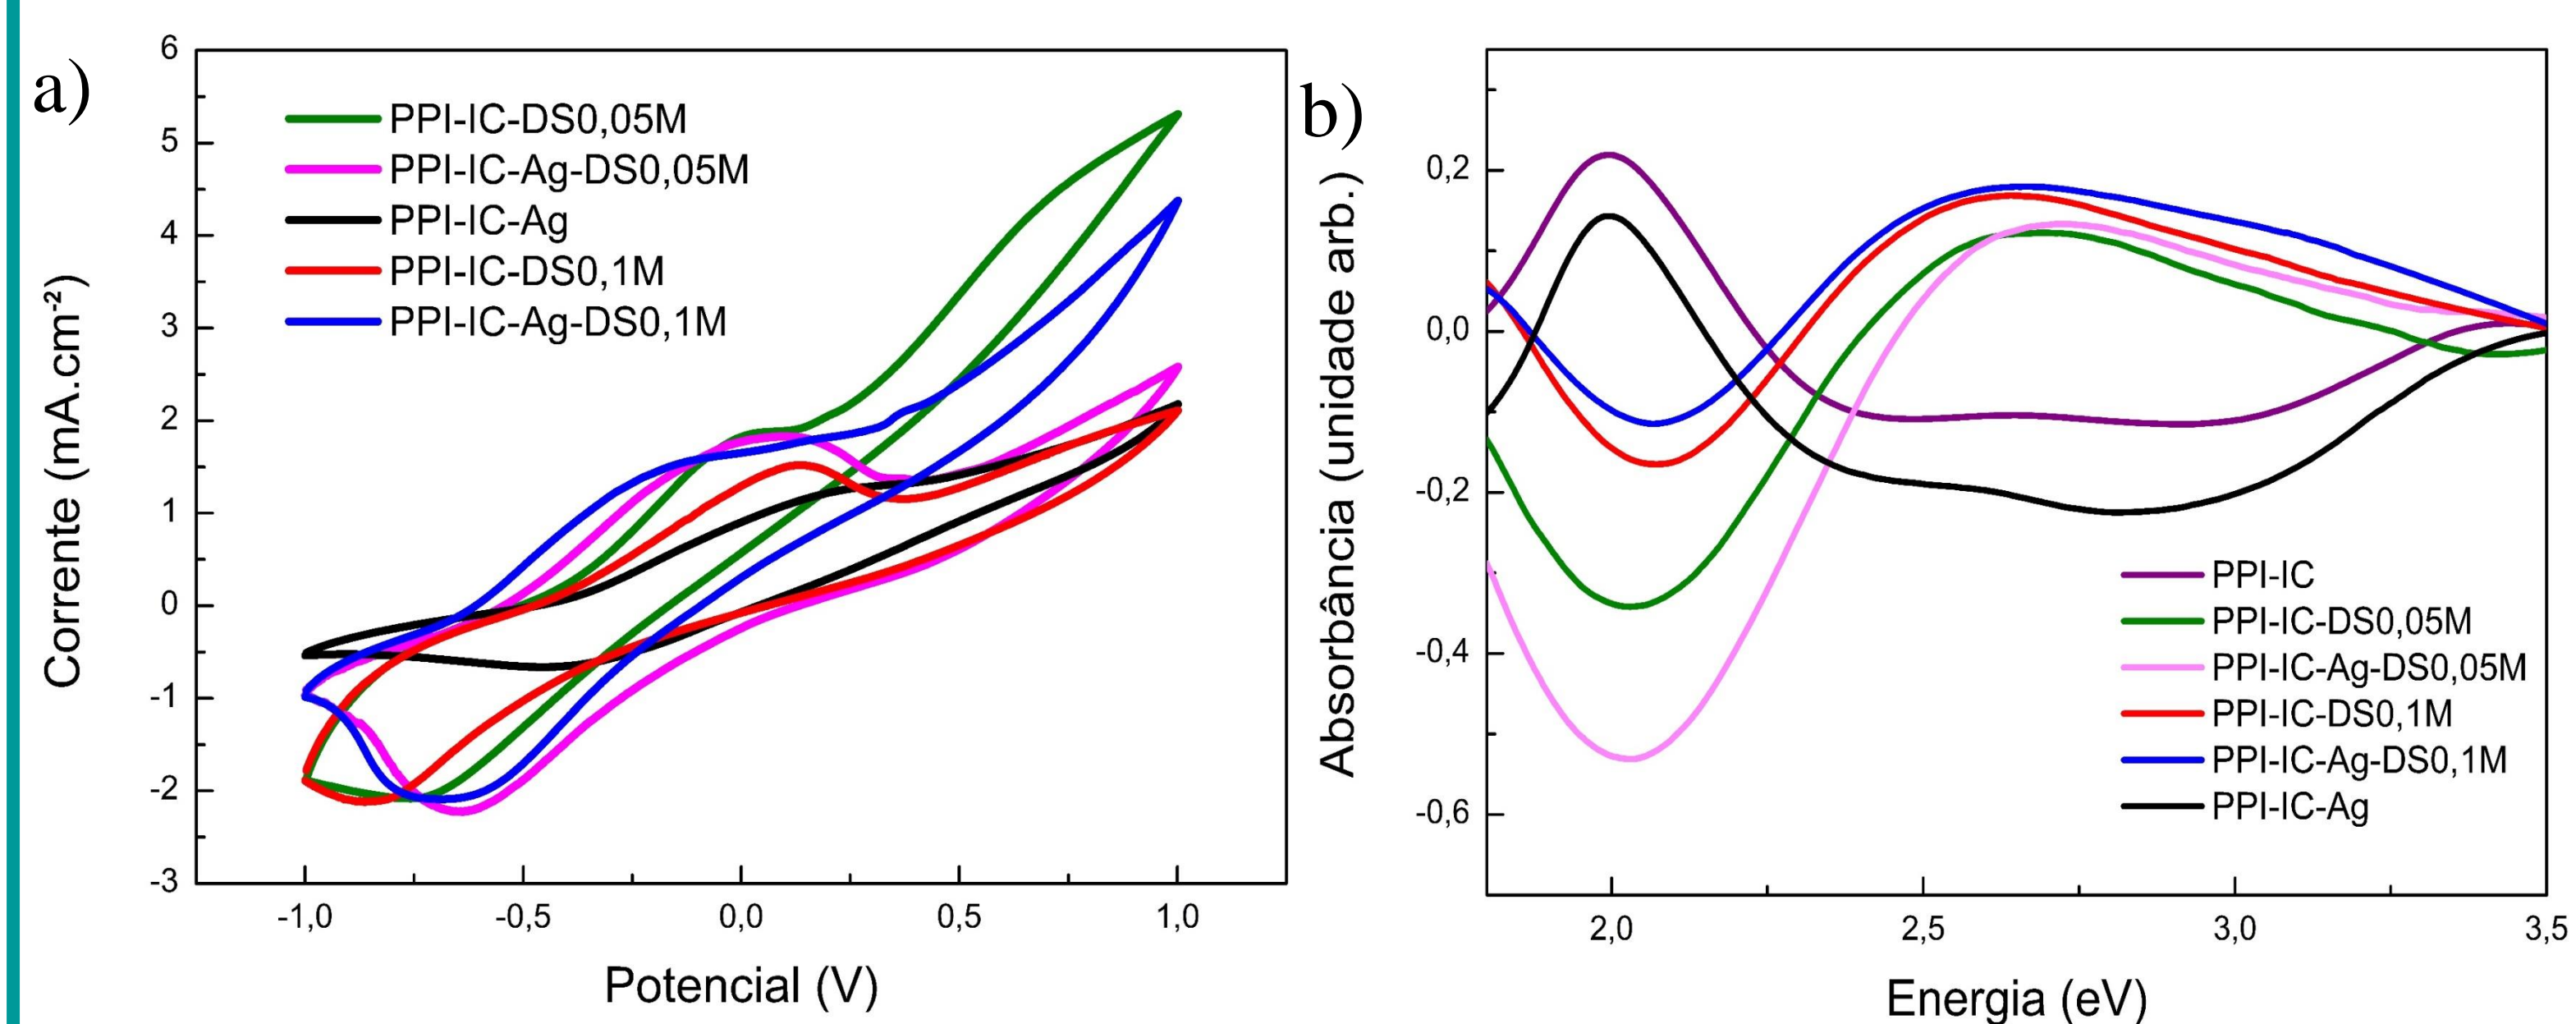 a)
6
5
4
3
2
1
0
-1
-2
-3
Corrente (mA.cm⁻²)
PPI-IC-DS0,05M
PPI-IC-Ag-DS0,05M
PPI-IC-Ag
PPI-IC-DS0,1M
PPI-IC-Ag-DS0,1M
-1,0 -0,5 0,0 0,5 1,0
Potencial (V)
b)
0,2
0,0
-0,2
-0,4
-0,6
Absorbância (unidade arb.)
PPI-IC
PPI-IC-DS0,05M
PPI-IC-Ag-DS0,05M
PPI-IC-DS0,1M
PPI-IC-Ag-DS0,1M
PPI-IC-Ag
2,0 2,5 3,0 3,5
Energia (eV)